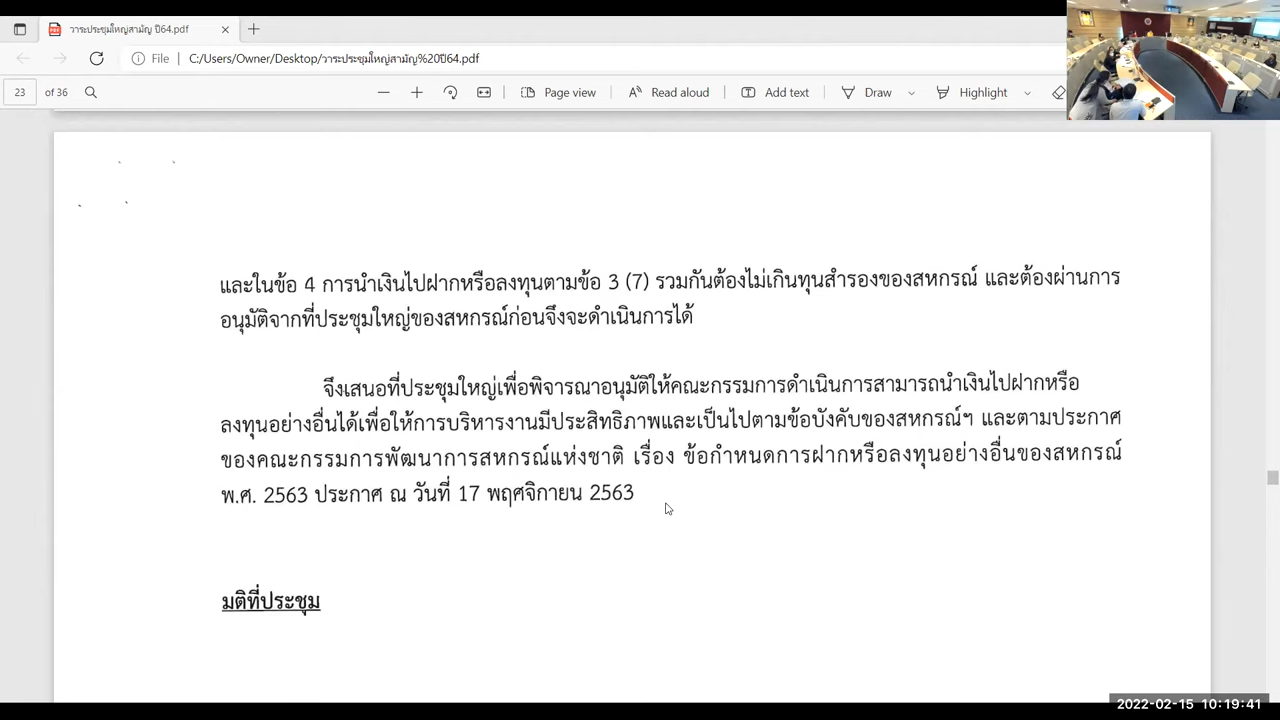 วาระประชุมใหญ่สามัญ ปี64.pdf
File C:/Users/Owner/Desktop/วาระประชุมใหญ่สามัญ%20ปี64.pdf
23 of 36 Page view Read aloud Add text Draw Highlight
และในข้อ 4 การนำเงินไปฝากหรือลงทุนตามข้อ 3 (7) รวมกันต้องไม่เกินทุนสำรองของสหกรณ์ และต้องผ่านการ
อนุมัติจากที่ประชุมใหญ่ของสหกรณ์ก่อนจึงจะดำเนินการได้
จึงเสนอที่ประชุมใหญ่เพื่อพิจารณาอนุมัติให้คณะกรรมการดำเนินการสามารถนำเงินไปฝากหรือ
ลงทุนอย่างอื่นได้เพื่อให้การบริหารงานมีประสิทธิภาพและเป็นไปตามข้อบังคับของสหกรณ์ฯ และตามประกาศ
ของคณะกรรมการพัฒนาการสหกรณ์แห่งชาติ เรื่อง ข้อกำหนดการฝากหรือลงทุนอย่างอื่นของสหกรณ์
พ.ศ. 2563 ประกาศ ณ วันที่ 17 พฤศจิกายน 2563
มติที่ประชุม
2022-02-15 10:19:41